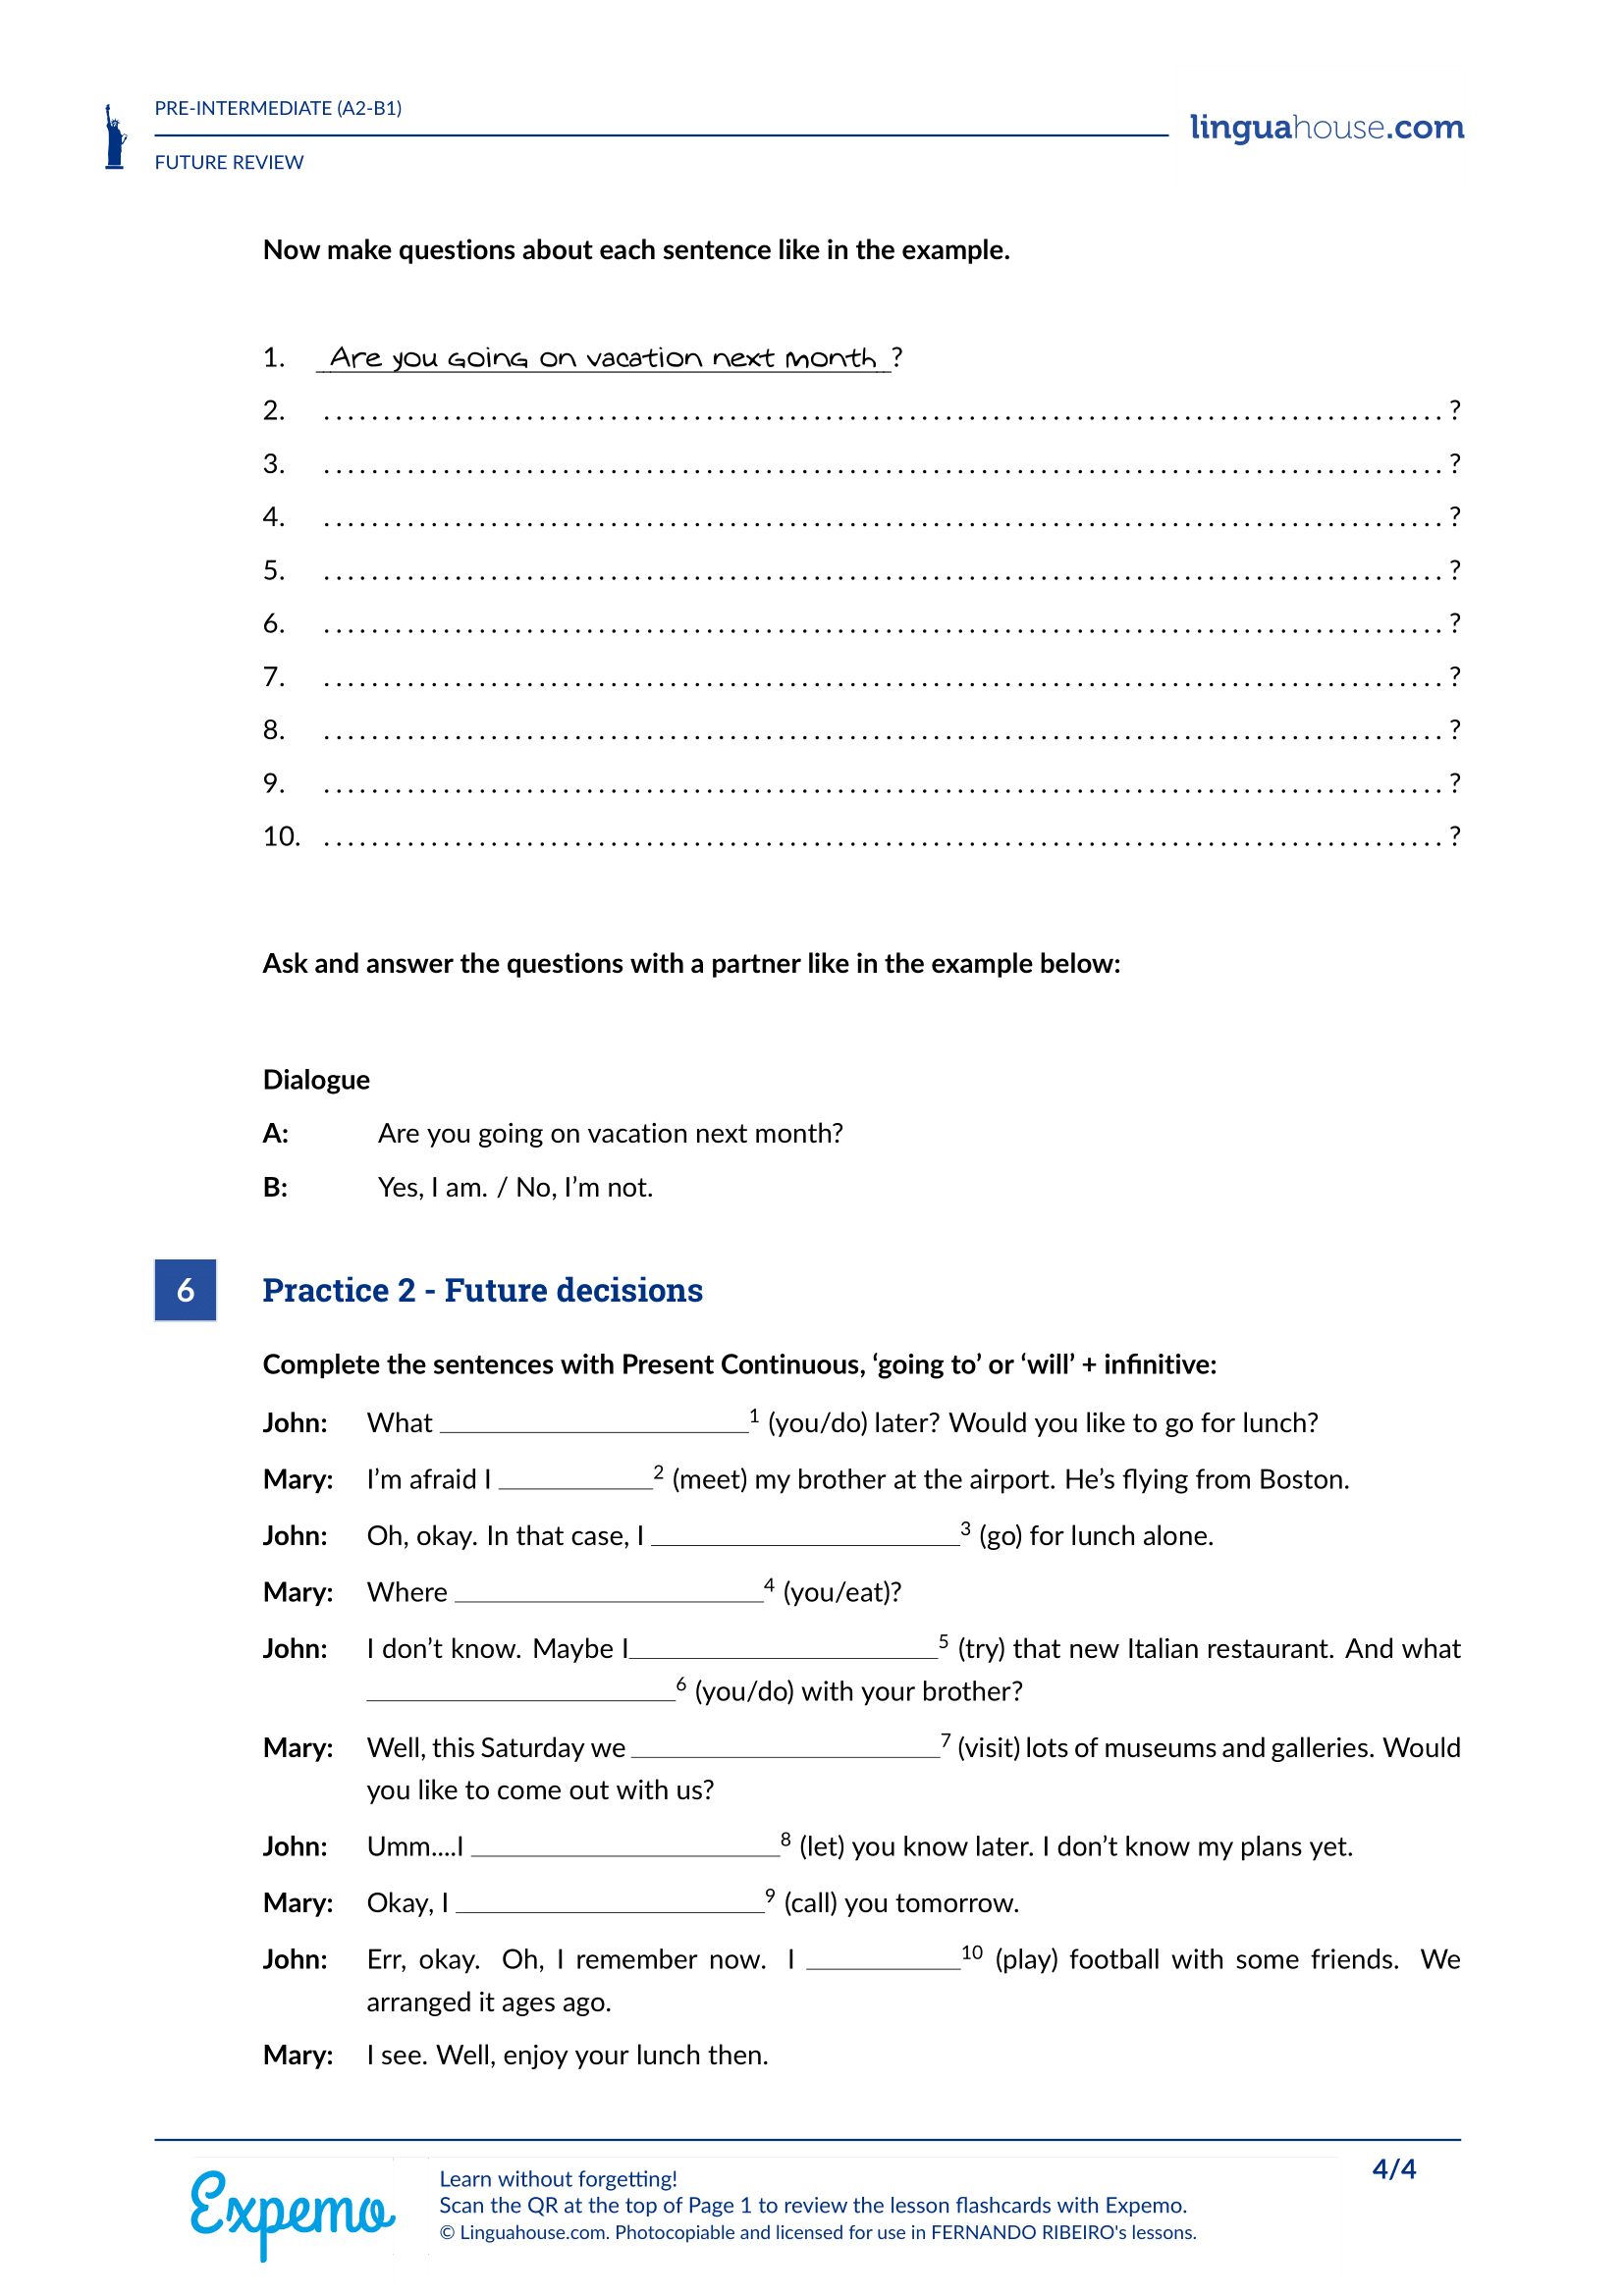 PRE-INTERMEDIATE (A2-B1)
linguahouse.com
FUTURE REVIEW
Now make questions about each sentence like in the example.
1. Are you going on vacation next month ?
2. ........................................ ?
3. ........................................ ?
4. ........................................ ?
5. ........................................ ?
6. ........................................ ?
7. ........................................ ?
8. ........................................ ?
9. ........................................ ?
10. ........................................ ?
Ask and answer the questions with a partner like in the example below:
Dialogue
A: Are you going on vacation next month?
B: Yes, I am. / No, I’m not.
6 Practice 2 - Future decisions
Complete the sentences with Present Continuous, ‘going to’ or ‘will’ + infinitive:
John: What ____________________ 1 (you/do) later? Would you like to go for lunch?
Mary: I’m afraid I __________ 2 (meet) my brother at the airport. He’s flying from Boston.
John: Oh, okay. In that case, I ____________________ 3 (go) for lunch alone.
Mary: Where ____________________ 4 (you/eat)?
John: I don’t know. Maybe I____________________ 5 (try) that new Italian restaurant. And what
____________________ 6 (you/do) with your brother?
Mary: Well, this Saturday we ____________________ 7 (visit) lots of museums and galleries. Would
you like to come out with us?
John: Umm....I ____________________ 8 (let) you know later. I don’t know my plans yet.
Mary: Okay, I ____________________ 9 (call) you tomorrow.
John: Err, okay. Oh, I remember now. I __________ 10 (play) football with some friends. We
arranged it ages ago.
Mary: I see. Well, enjoy your lunch then.
4/4
Expemo
Learn without forgetting!
Scan the QR at the top of Page 1 to review the lesson flashcards with Expemo.
© Linguahouse.com. Photocopiable and licensed for use in FERNANDO RIBEIRO's lessons.